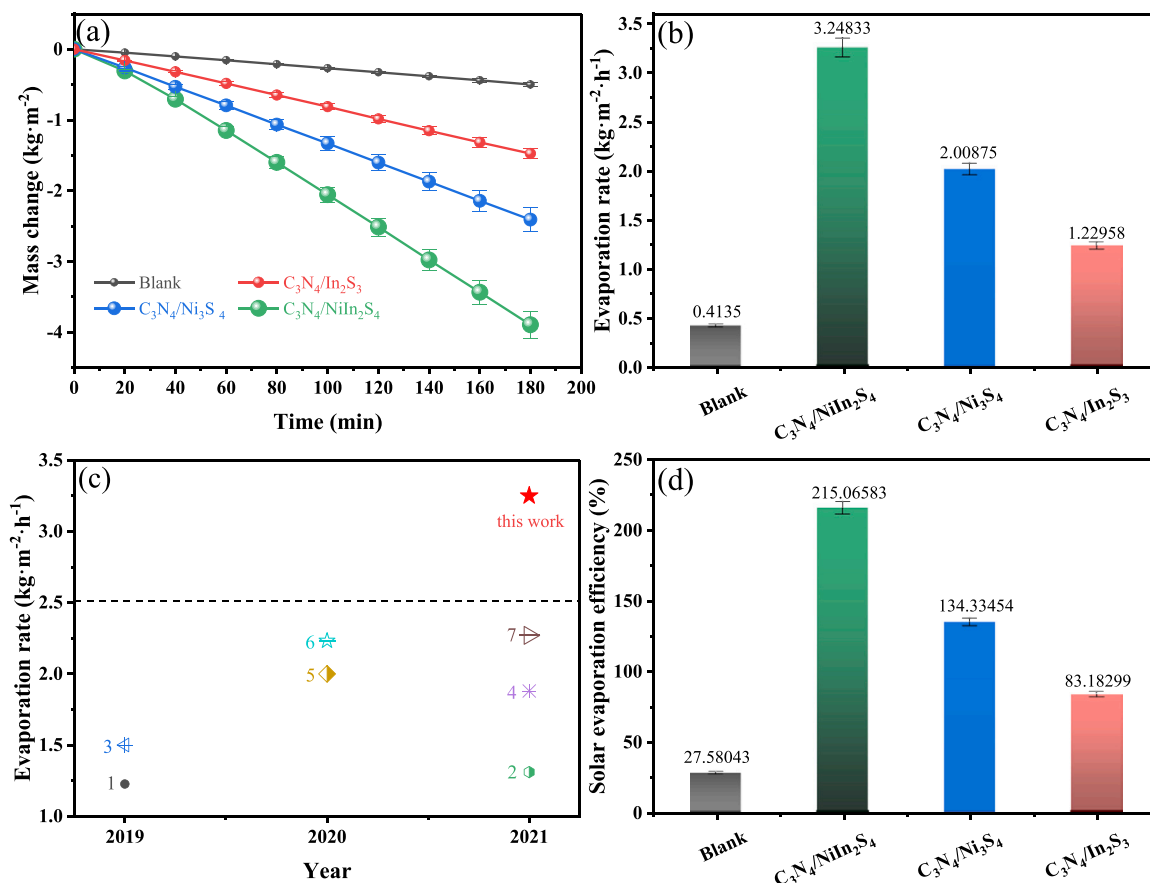 (a)
Mass change (kg·m⁻²)
0
-1
-2
-3
-4
Blank
C₃N₄/In₂S₃
C₃N₄/Ni₃S ₄
C₃N₄/NiIn₂S₄
0 20 40 60 80 100 120 140 160 180 200
Time (min)
(b)
Evaporation rate (kg·m⁻²·h⁻¹)
3.5
3.0
2.5
2.0
1.5
1.0
0.5
0.0
0.4135
3.24833
2.00875
1.22958
Blank
C₃N₄/NiIn₂S₄
C₃N₄/Ni₃S₄
C₃N₄/In₂S₃
(c)
Evaporation rate (kg·m⁻²·h⁻¹)
3.5
3.0
2.5
2.0
1.5
1.0
this work
6
7
5
4
3
1
2
2019 2020 2021
Year
(d)
Solar evaporation efficiency (%)
250
200
150
100
50
0
27.58043
215.06583
134.33454
83.18299
Blank
C₃N₄/NiIn₂S₄
C₃N₄/Ni₃S₄
C₃N₄/In₂S₃